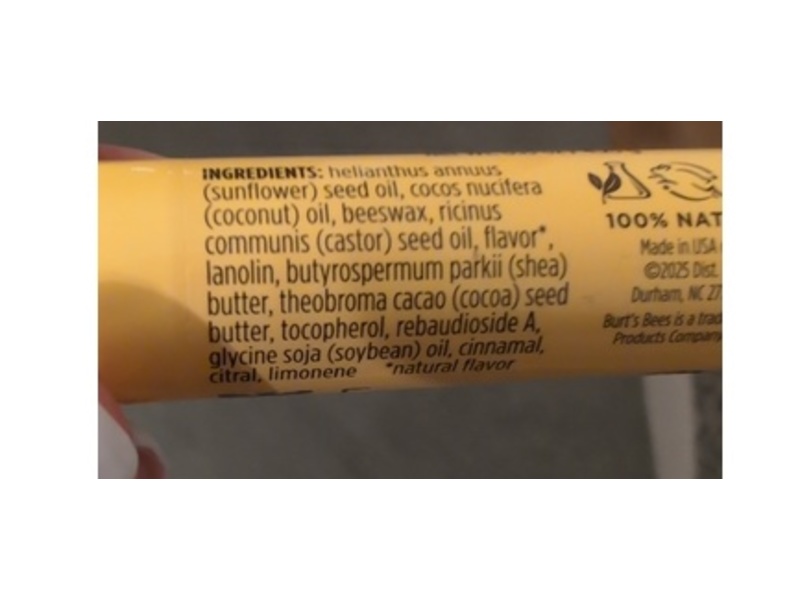 INGREDIENTS: helianthus annuus
(sunflower) seed oil, cocos nucifera
(coconut) oil, beeswax, ricinus
communis (castor) seed oil, flavor*,
lanolin, butyrospermum parkii (shea)
butter, theobroma cacao (cocoa) seed
butter, tocopherol, rebaudioside A,
glycine soja (soybean) oil, cinnamal,
citral, limonene *natural flavor
100% NAT
Made in USA
©2025 Dist.
Durham, NC 27
Burt's Bees is a trad
Products Company